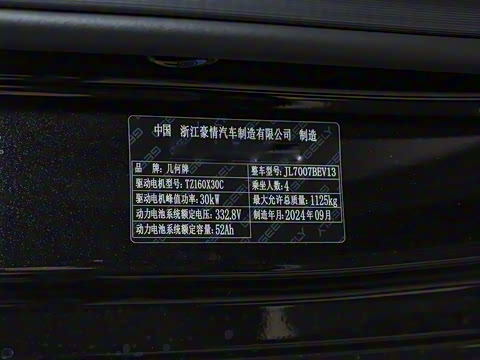 中国 浙江豪情汽车制造有限公司 制造
品 牌: 几何牌 整车型号: JL7007BEV13
驱动电机型号: TZ160X30C 乘坐人数: 4
驱动电机峰值功率: 30kW 最大允许总质量: 1125kg
动力电池系统额定电压: 332.8V 制造年月: 2024年09月
动力电池系统额定容量: 52Ah
GEELY